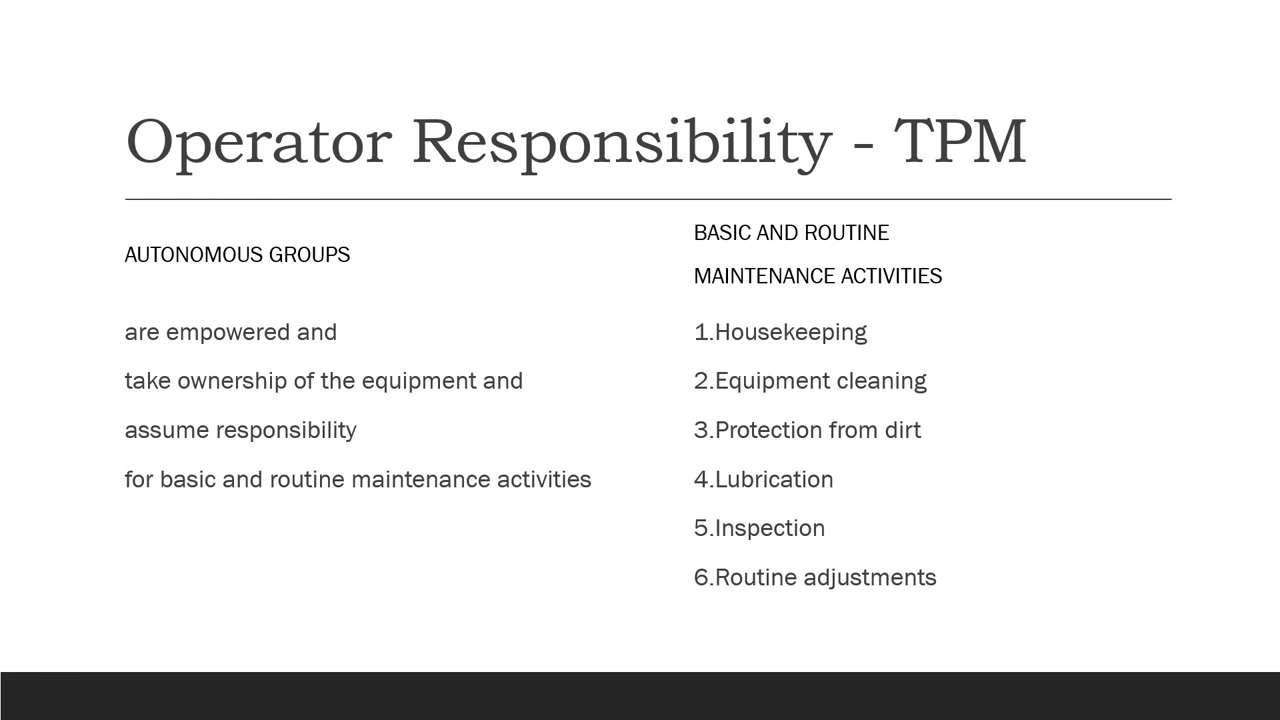 Operator Responsibility - TPM
AUTONOMOUS GROUPS
are empowered and
take ownership of the equipment and
assume responsibility
for basic and routine maintenance activities
BASIC AND ROUTINE
MAINTENANCE ACTIVITIES
1.Housekeeping
2.Equipment cleaning
3.Protection from dirt
4.Lubrication
5.Inspection
6.Routine adjustments